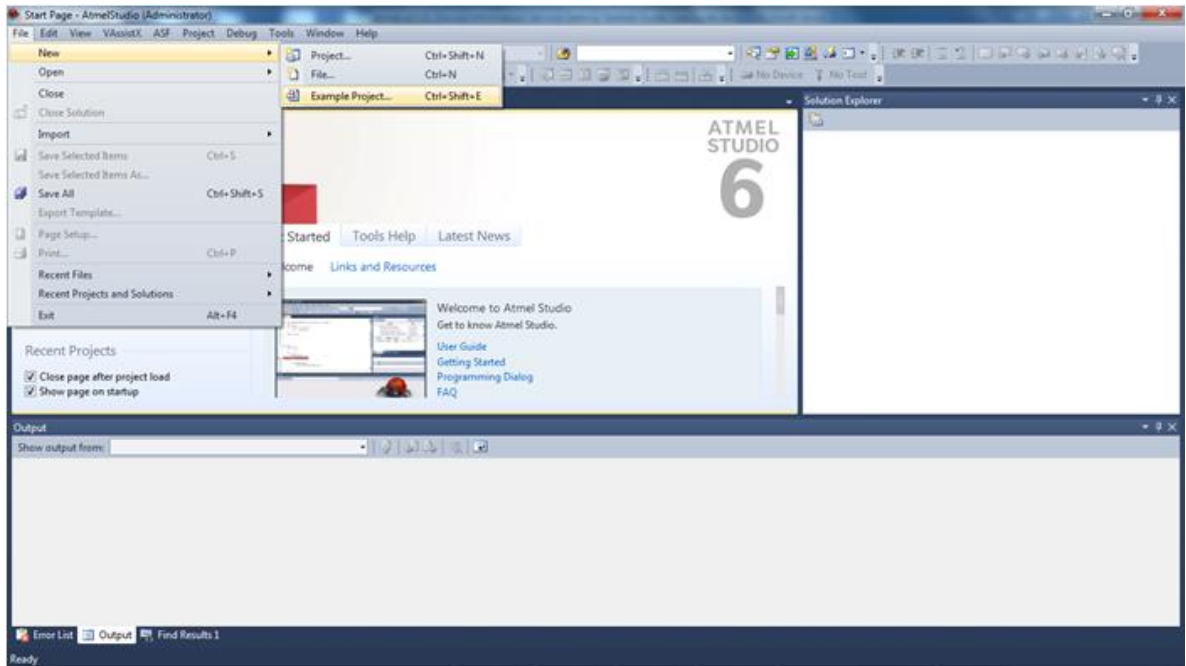 Start Page - AtmelStudio (Administrator)
File Edit View VAssistX ASF Project Debug Tools Window Help
New
Project... Ctrl+Shift+N
Open
File... Ctrl+N
No Device No Tool
Close
Example Project... Ctrl+Shift+E
Solution Explorer
Close Solution
Import
Save Selected Items Ctrl+S
Save Selected Items As...
Save All Ctrl+Shift+S
Export Template...
Page Setup...
Print... Ctrl+P
Recent Files
Recent Projects and Solutions
Exit Alt+F4
ATMEL
STUDIO
6
Started Tools Help Latest News
Links and Resources
Welcome to Atmel Studio
Get to know Atmel Studio.
User Guide
Getting Started
Programming Dialog
FAQ
Recent Projects
Close page after project load
Show page on startup
Output
Show output from:
Error List Output Find Results 1
Ready